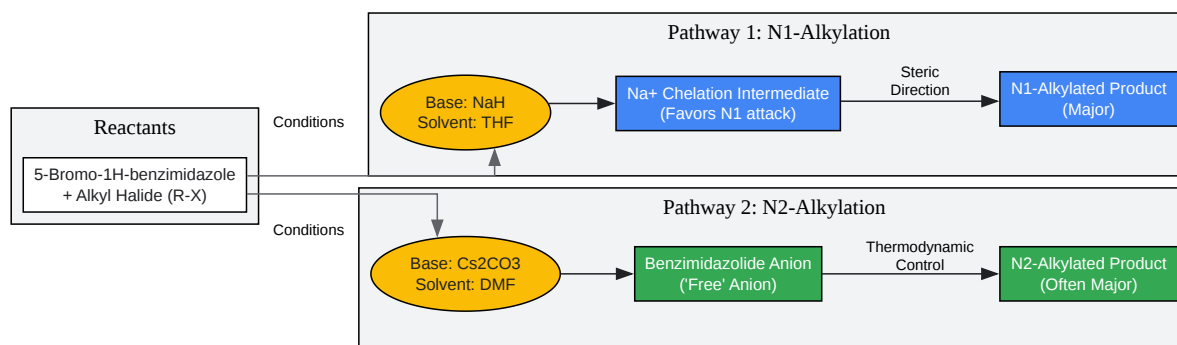 Pathway 1: N1-Alkylation
Base: NaH
Solvent: THF
Na+ Chelation Intermediate
(Favors N1 attack)
Steric
Direction
N1-Alkylated Product
(Major)
Reactants
5-Bromo-1H-benzimidazole
+ Alkyl Halide (R-X)
Conditions
Conditions
Pathway 2: N2-Alkylation
Base: Cs2CO3
Solvent: DMF
Benzimidazolide Anion
('Free' Anion)
Thermodynamic
Control
N2-Alkylated Product
(Often Major)